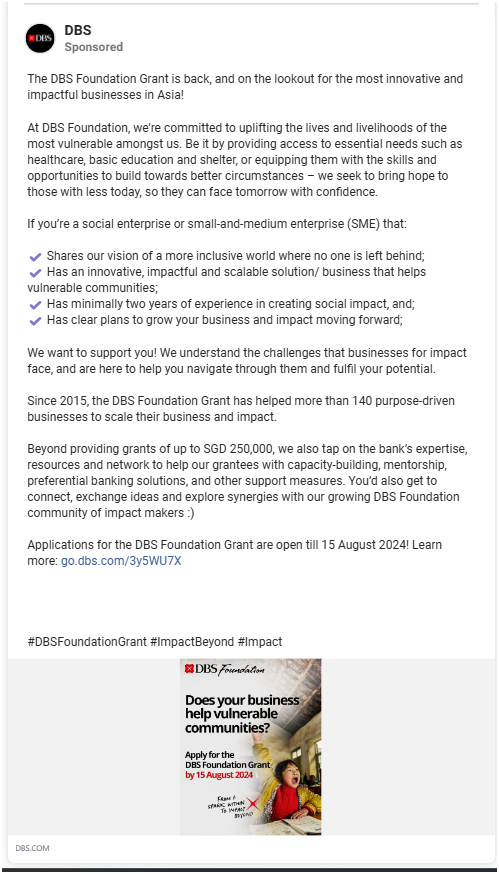 DBS
DBS
Sponsored
The DBS Foundation Grant is back, and on the lookout for the most innovative and
impactful businesses in Asia!
At DBS Foundation, we’re committed to uplifting the lives and livelihoods of the
most vulnerable amongst us. Be it by providing access to essential needs such as
healthcare, basic education and shelter, or equipping them with the skills and
opportunities to build towards better circumstances – we seek to bring hope to
those with less today, so they can face tomorrow with confidence.
If you’re a social enterprise or small-and-medium enterprise (SME) that:
✔ Shares our vision of a more inclusive world where no one is left behind;
✔ Has an innovative, impactful and scalable solution/ business that helps
vulnerable communities;
✔ Has minimally two years of experience in creating social impact, and;
✔ Has clear plans to grow your business and impact moving forward;
We want to support you! We understand the challenges that businesses for impact
face, and are here to help you navigate through them and fulfil your potential.
Since 2015, the DBS Foundation Grant has helped more than 140 purpose-driven
businesses to scale their business and impact.
Beyond providing grants of up to SGD 250,000, we also tap on the bank’s expertise,
resources and network to help our grantees with capacity-building, mentorship,
preferential banking solutions, and other support measures. You’d also get to
connect, exchange ideas and explore synergies with our growing DBS Foundation
community of impact makers :)
Applications for the DBS Foundation Grant are open till 15 August 2024! Learn
more: go.dbs.com/3y5WU7X
#DBSFoundationGrant #ImpactBeyond #Impact
DBS Foundation
Does your business
help vulnerable
communities?
Apply for the
DBS Foundation Grant
by 15 August 2024
FROM A
SPARK WITHIN
TO IMPACT
BEYOND
DBS.COM